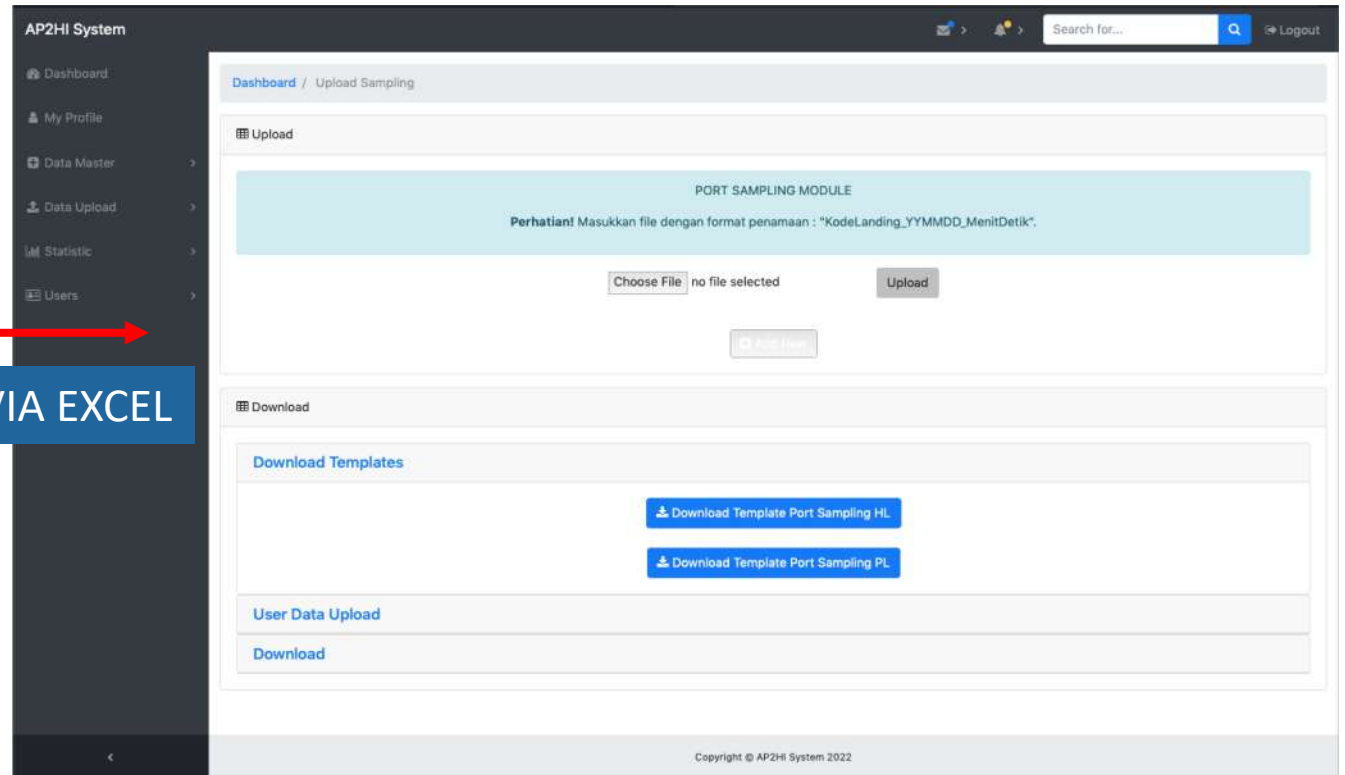 AP2HI System
Search for...
Logout
Dashboard
My Profile
Data Master
Data Upload
Statistic
Users
VIA EXCEL
Dashboard / Upload Sampling
Upload
PORT SAMPLING MODULE
Perhatian! Masukkan file dengan format penamaan : "KodeLanding_YYMMDD_MenitDetik".
Choose File no file selected
Upload
Add New
Download
Download Templates
Download Template Port Sampling HL
Download Template Port Sampling PL
User Data Upload
Download
Copyright © AP2HI System 2022